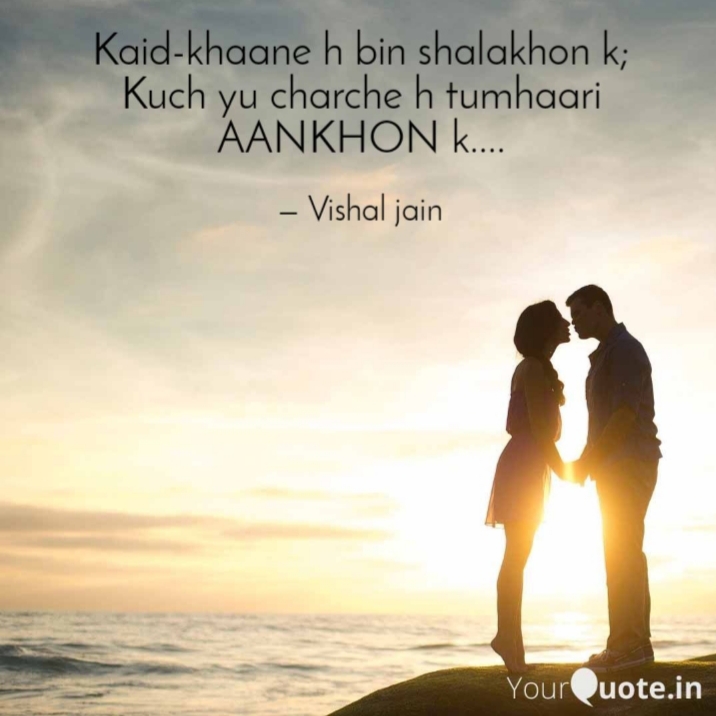 Kaid-khaane h bin shalakhon k;
Kuch yu charche h tumhaari
AANKHON k....
– Vishal jain
YourQuote.in